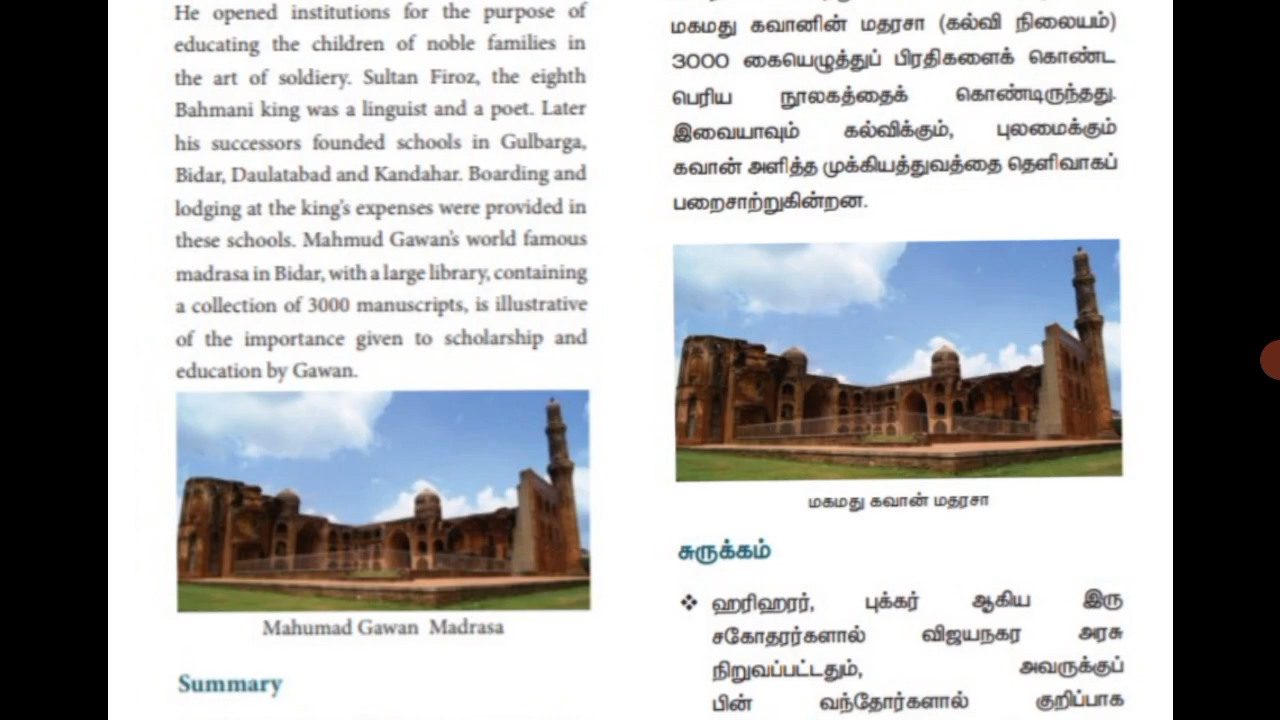 He opened institutions for the purpose of
educating the children of noble families in
the art of soldiery. Sultan Firoz, the eighth
Bahmani king was a linguist and a poet. Later
his successors founded schools in Gulbarga,
Bidar, Daulatabad and Kandahar. Boarding and
lodging at the king's expenses were provided in
these schools. Mahmud Gawan's world famous
madrasa in Bidar, with a large library, containing
a collection of 3000 manuscripts, is illustrative
of the importance given to scholarship and
education by Gawan.
Mahumad Gawan Madrasa
Summary
மகமது கவானின் மதரசா (கல்வி நிலையம்)
3000 கையெழுத்துப் பிரதிகளைக் கொண்ட
பெரிய நூலகத்தைக் கொண்டிருந்தது.
இவையாவும் கல்விக்கும், புலமைக்கும்
கவான் அளித்த முக்கியத்துவத்தை தெளிவாகப்
பறைசாற்றுகின்றன.
மகமது கவான் மதரசா
சுருக்கம்
❖ ஹரிஹரர், புக்கர் ஆகிய இரு
சகோதரர்களால் விஜயநகர அரசு
நிறுவப்பட்டதும், அவருக்குப்
பின் வந்தோர்களால் குறிப்பாக